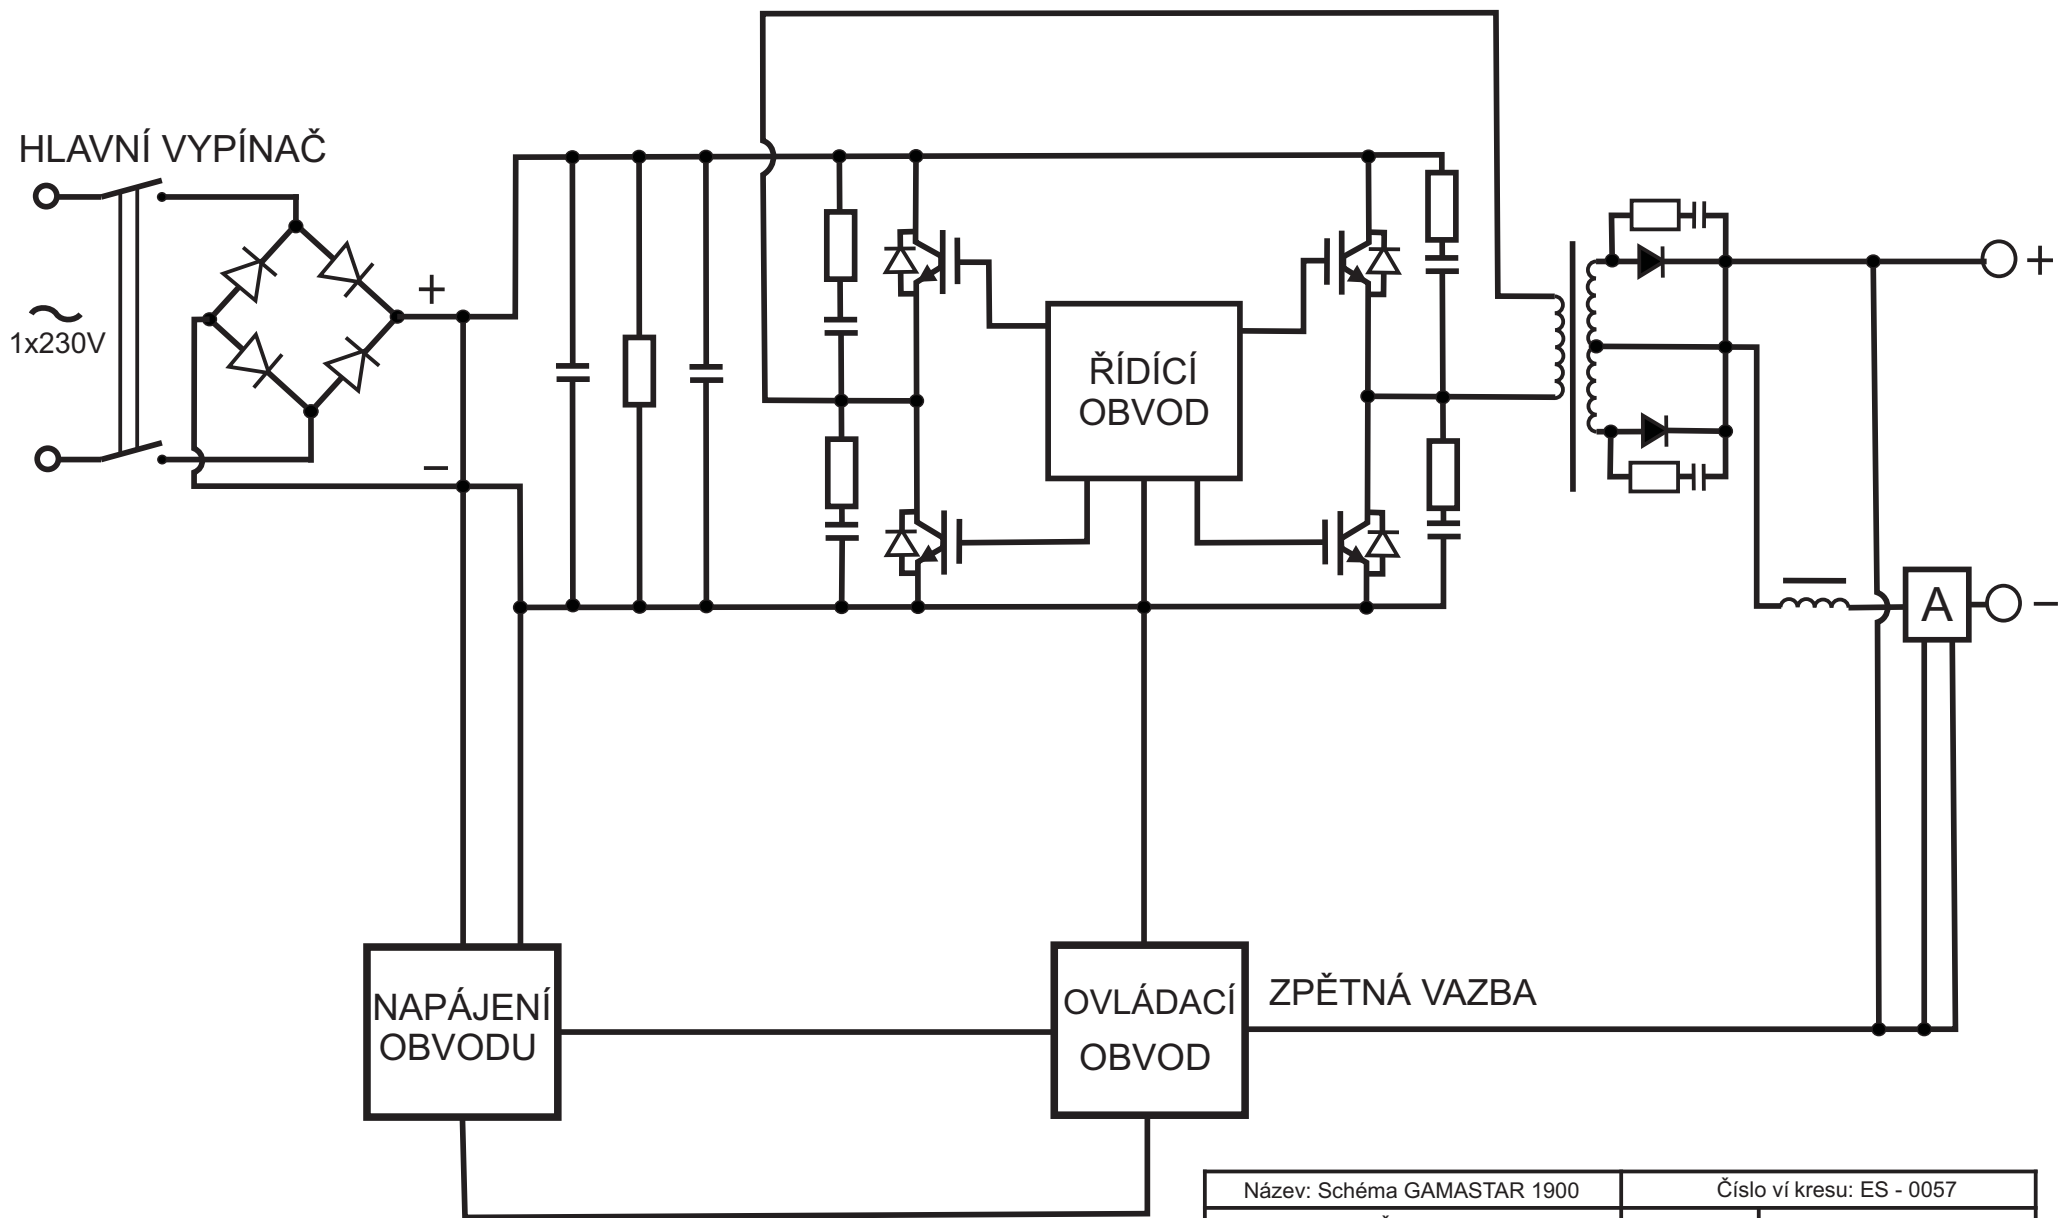 HLAVNÍ VYPÍNAČ
+
1x230V
−
ŘÍDÍCÍ
OBVOD
+
A
−
NAPÁJENÍ
OBVODU
OVLÁDACÍ
OBVOD
ZPĚTNÁ VAZBA
Název: Schéma GAMASTAR 1900
Číslo ví kresu: ES - 0057